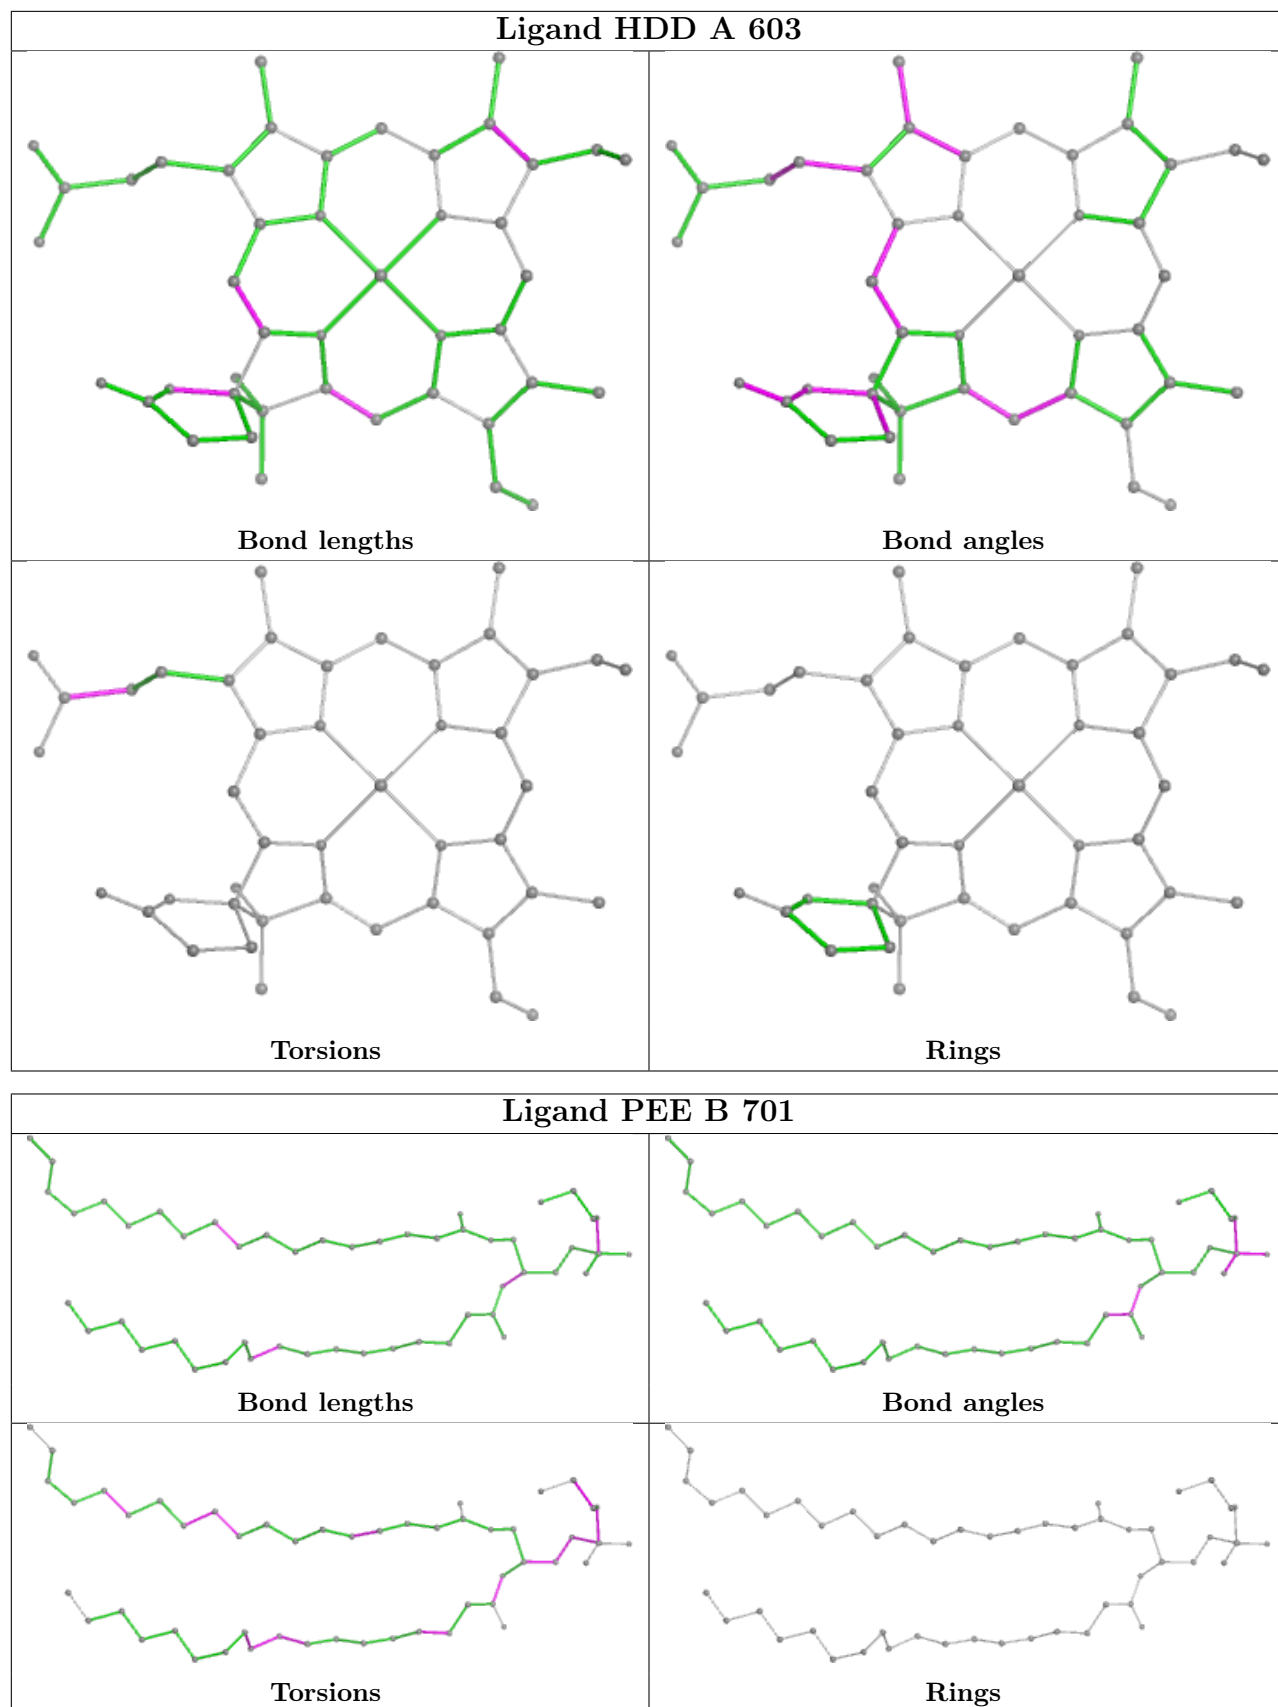 Ligand HDD A 603
Bond lengths
Bond angles
Torsions
Rings
Ligand PEE B 701
Bond lengths
Bond angles
Torsions
Rings